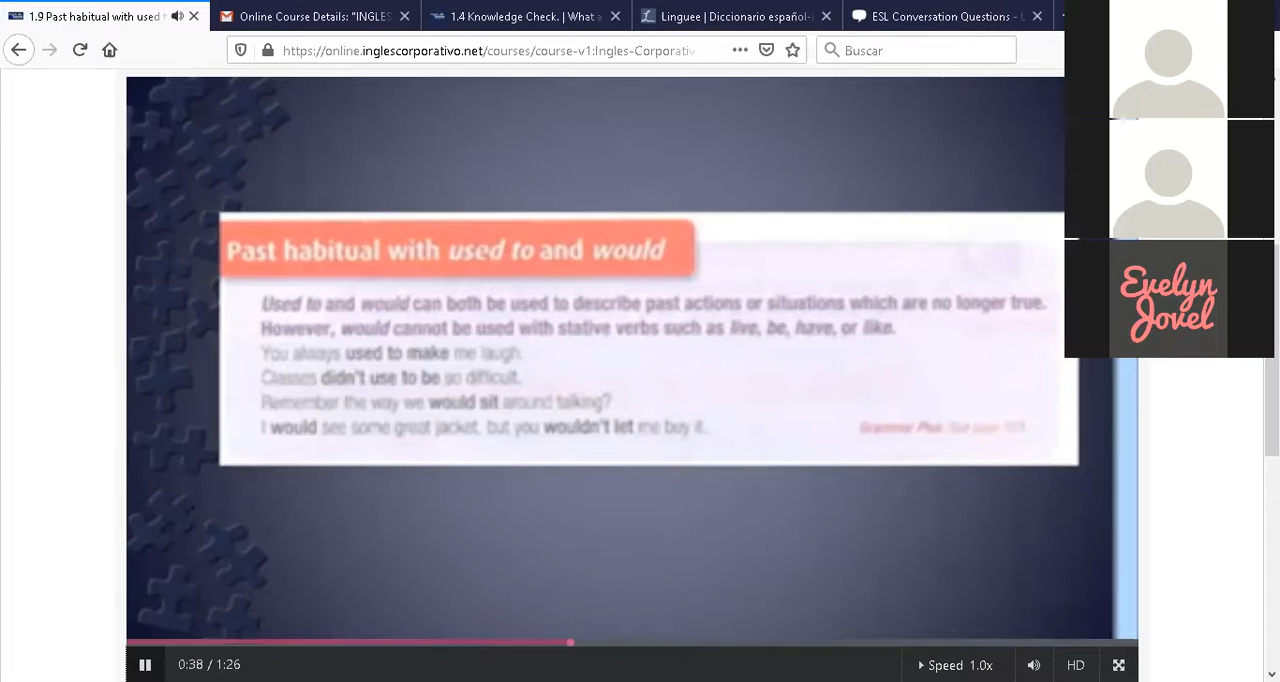 1.9 Past habitual with used t
Online Course Details: "INGLES
1.4 Knowledge Check. | What a
Linguee | Diccionario español-i
ESL Conversation Questions -
https://online.inglescorporativo.net/courses/course-v1:Ingles-Corporativ
Buscar
Evelyn
Jovel
Past habitual with used to and would
Used to and would can both be used to describe past actions or situations which are no longer true.
However, would cannot be used with stative verbs such as live, be, have, or like.
You always used to make me laugh.
Classes didn't use to be so difficult.
Remember the way we would sit around talking?
I would see some great jacket, but you wouldn't let me buy it.
Grammar Plus: See page
0:38 / 1:26
Speed 1.0x
HD